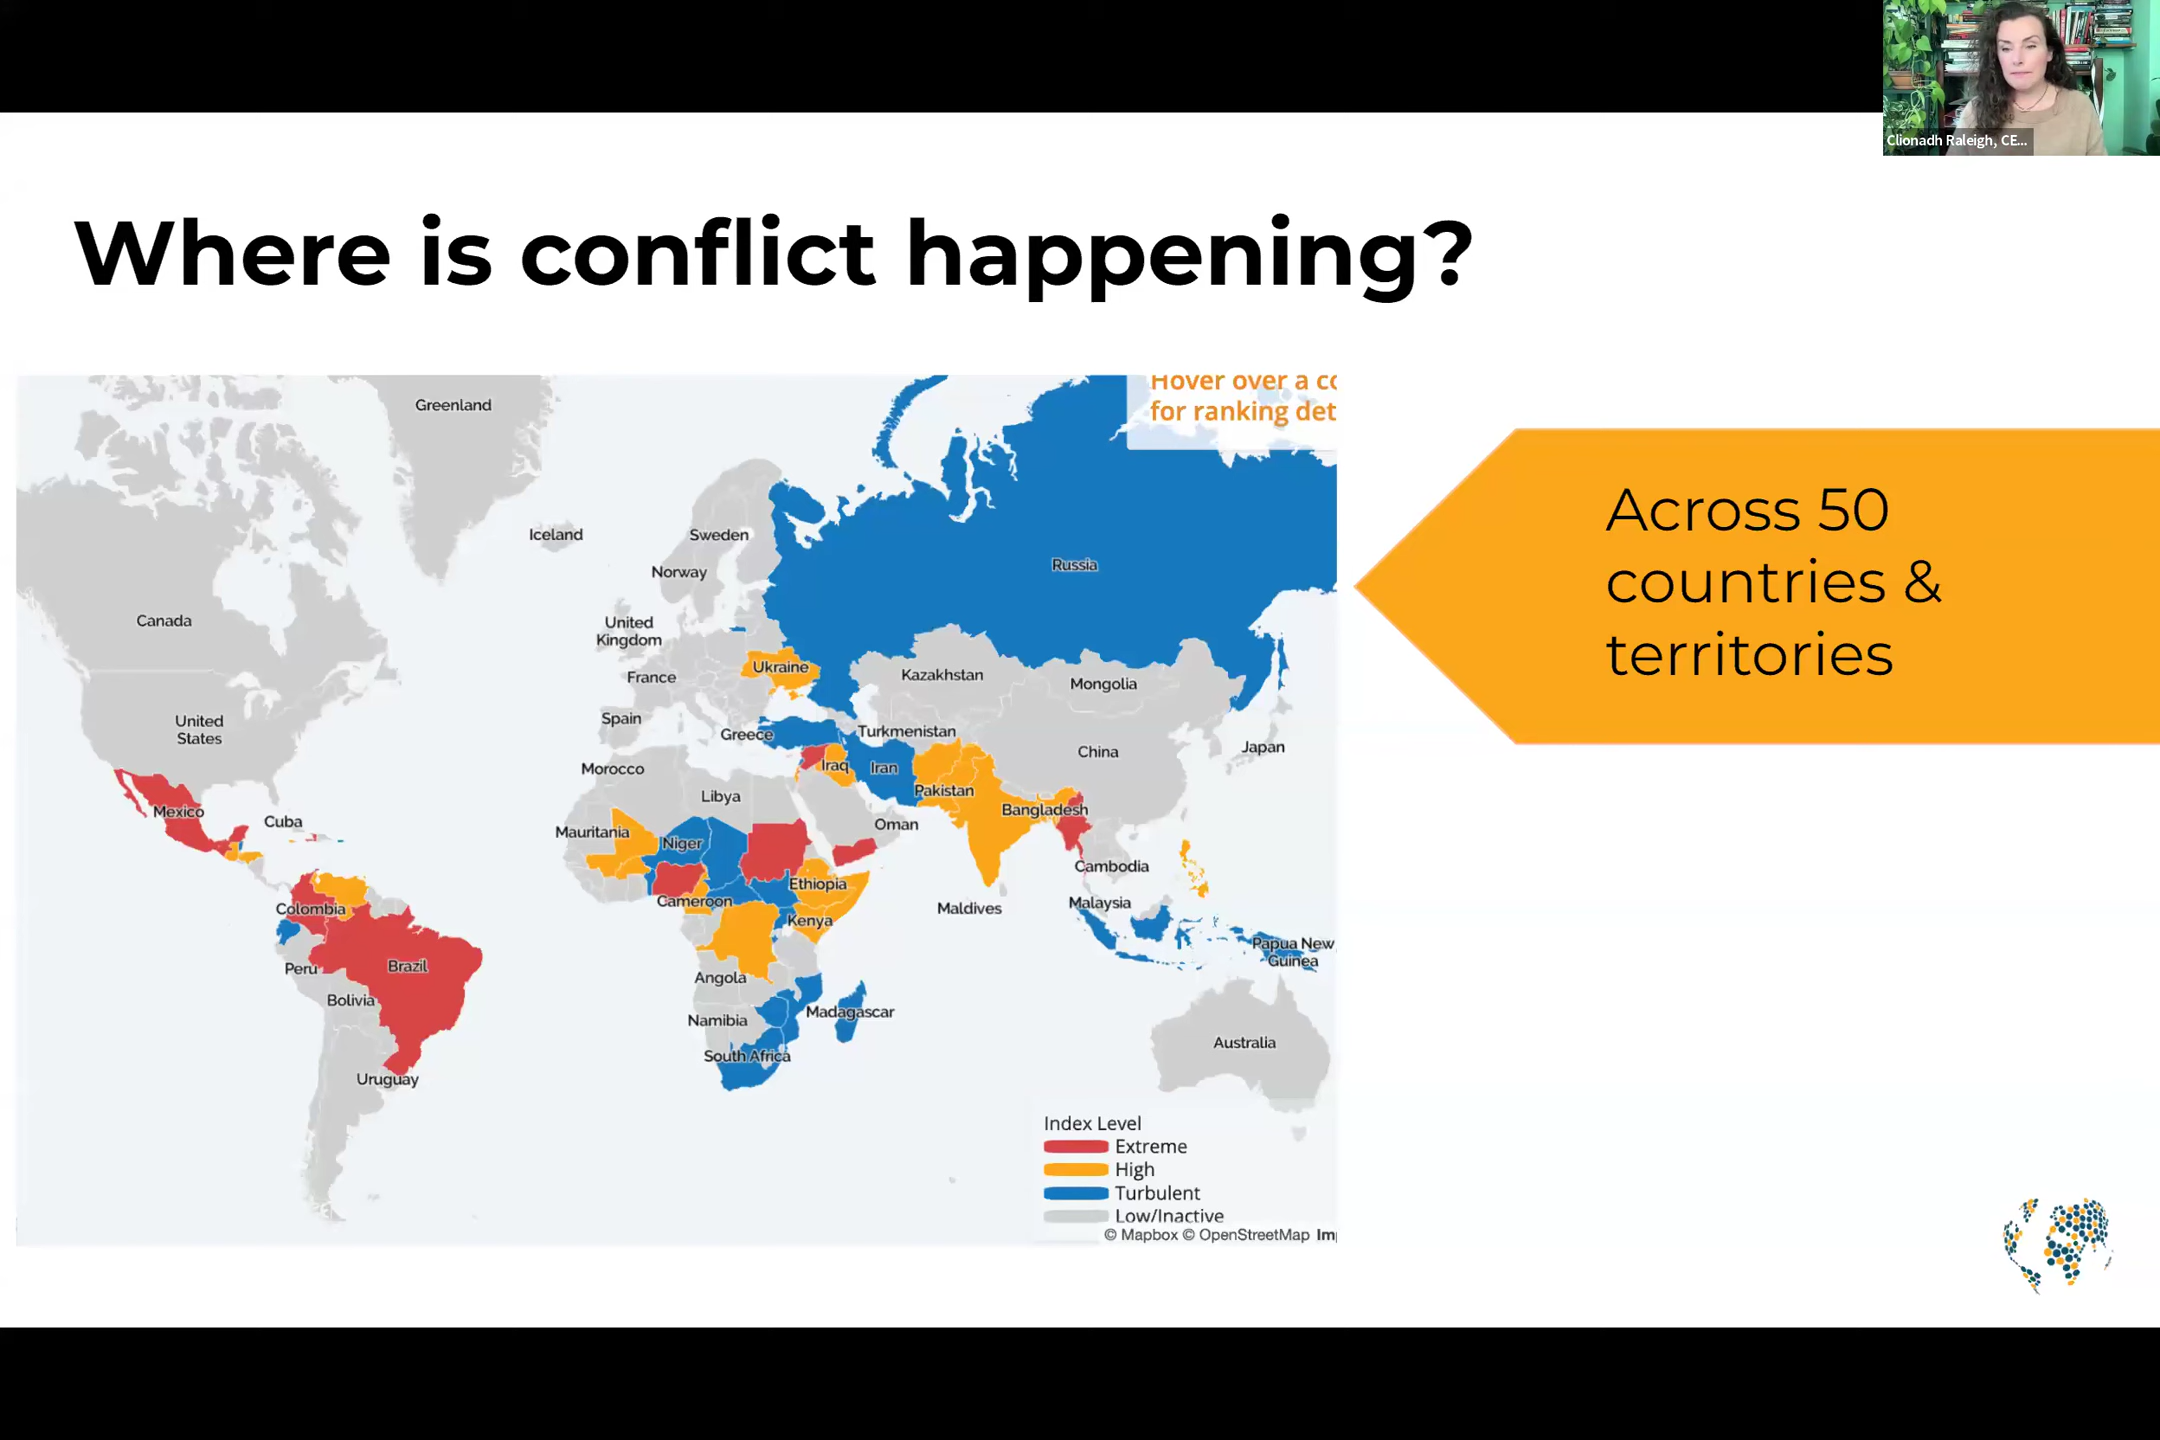 Clionadh Raleigh, CE...
Where is conflict happening?
Hover over a co
for ranking det
Greenland
Iceland
Sweden
Norway
Russia
Canada
United
Kingdom
Ukraine
Kazakhstan
Mongolia
France
United
States
Spain
Greece
Turkmenistan
China
Japan
Morocco
Iraq
Iran
Libya
Pakistan
Mexico
Cuba
Bangladesh
Oman
Mauritania
Niger
Cambodia
Ethiopia
Colombia
Cameroon
Kenya
Maldives
Malaysia
Papua New
Guinea
Peru
Brazil
Angola
Bolivia
Namibia
Madagascar
South Africa
Australia
Uruguay
Index Level
Extreme
High
Turbulent
Low/Inactive
© Mapbox © OpenStreetMap Im
Across 50
countries &
territories